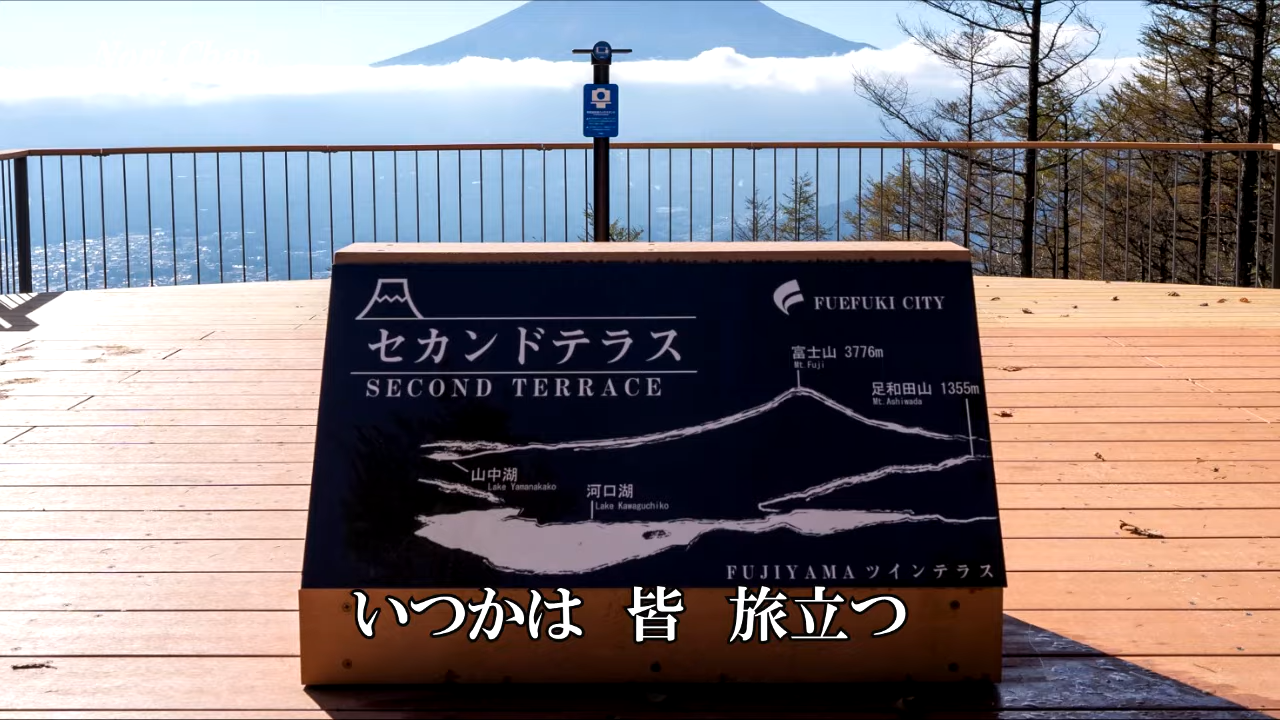 セカンドテラス
SECOND TERRACE
FUEFUKI CITY
富士山 3776m
Mt.Fuji
足和田山 1355m
Mt.Ashiwada
山中湖
Lake Yamanakako
河口湖
Lake Kawaguchiko
FUJIYAMA ツインテラス
いつかは 皆 旅立つ